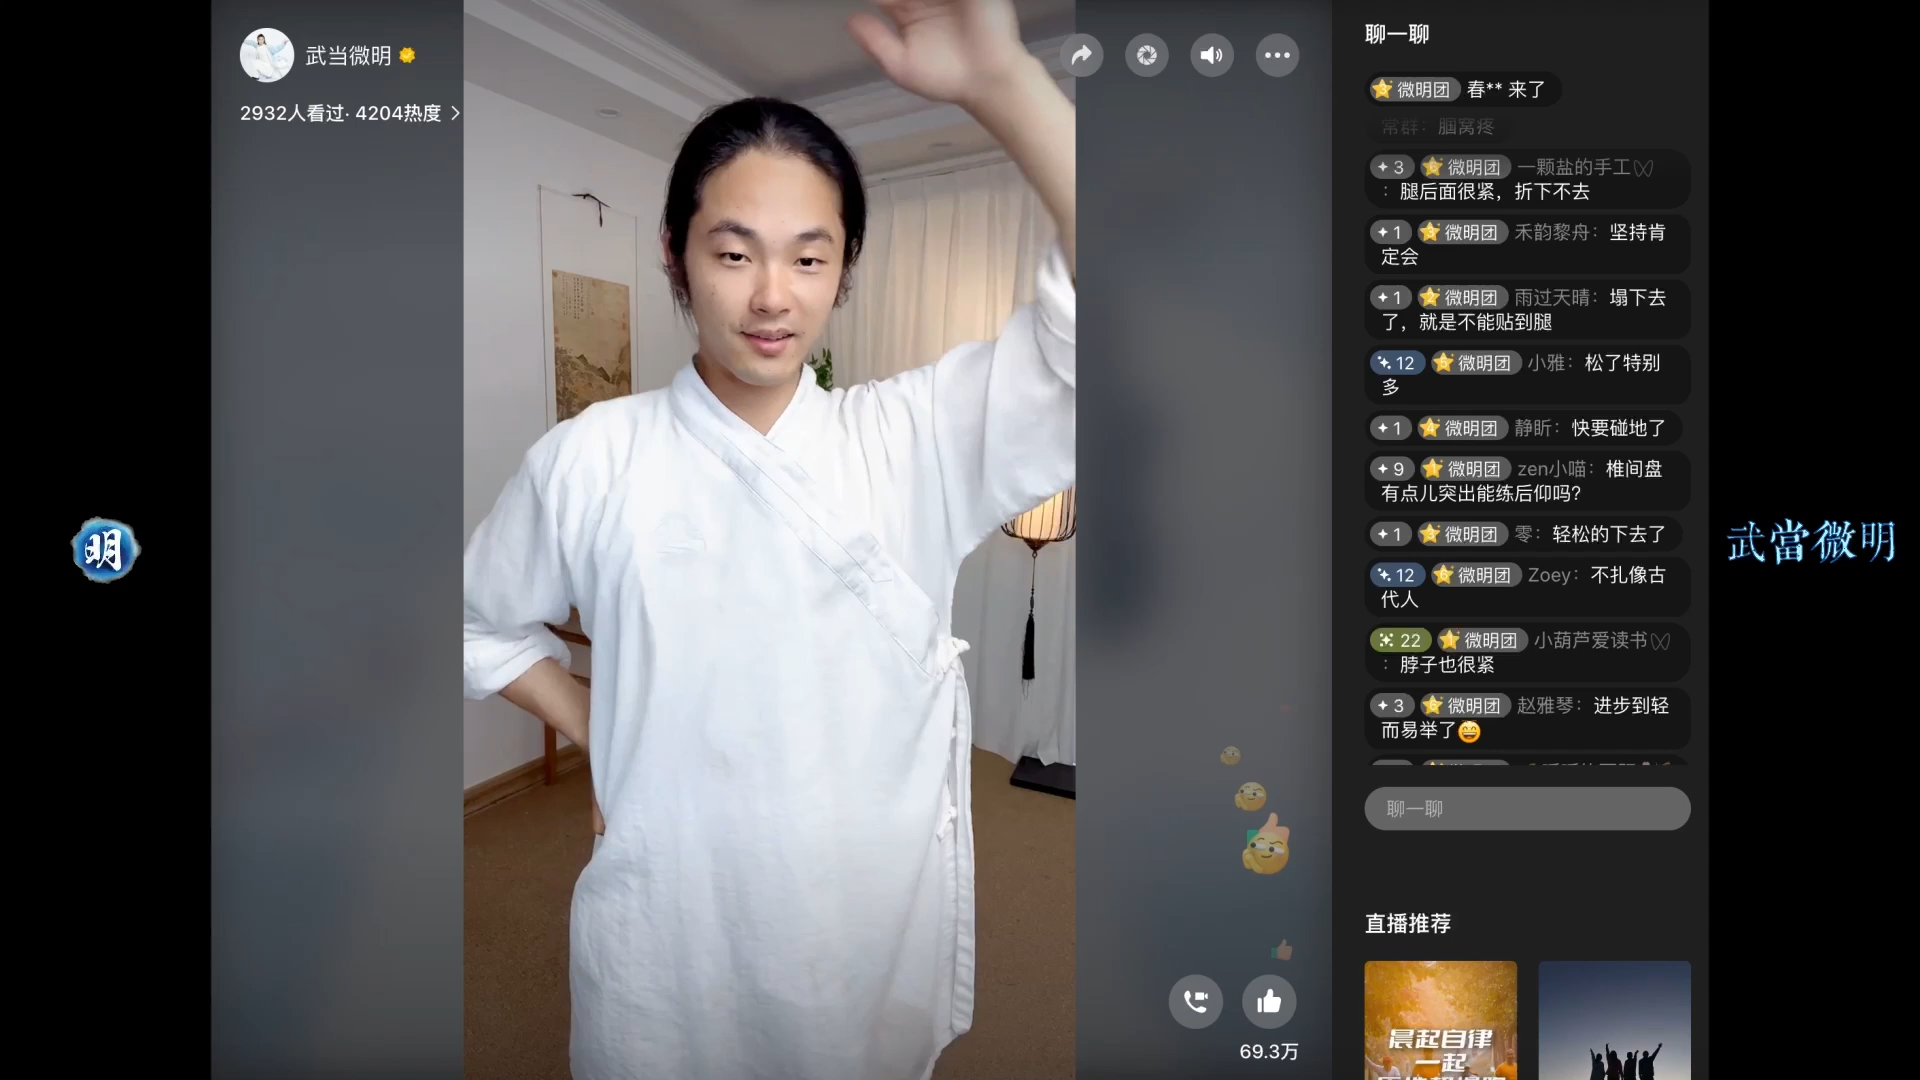 武当微明
2932人看过· 4204热度
聊一聊
微明团 春** 来了
常群： 腘窝疼
3 微明团 一颗盐的手工
： 腿后面很紧，折下不去
1 微明团 禾韵黎舟： 坚持肯
定会
1 微明团 雨过天晴： 塌下去
了，就是不能贴到腿
12 微明团 小雅： 松了特别
多
1 微明团 静昕： 快要碰地了
9 微明团 zen小喵： 椎间盘
有点儿突出能练后仰吗？
1 微明团 零： 轻松的下去了
12 微明团 Zoey： 不扎像古
代人
22 微明团 小葫芦爱读书
： 脖子也很紧
3 微明团 赵雅琴： 进步到轻
而易举了😄
聊一聊
69.3万
直播推荐
晨起自律
一起
明
武當微明